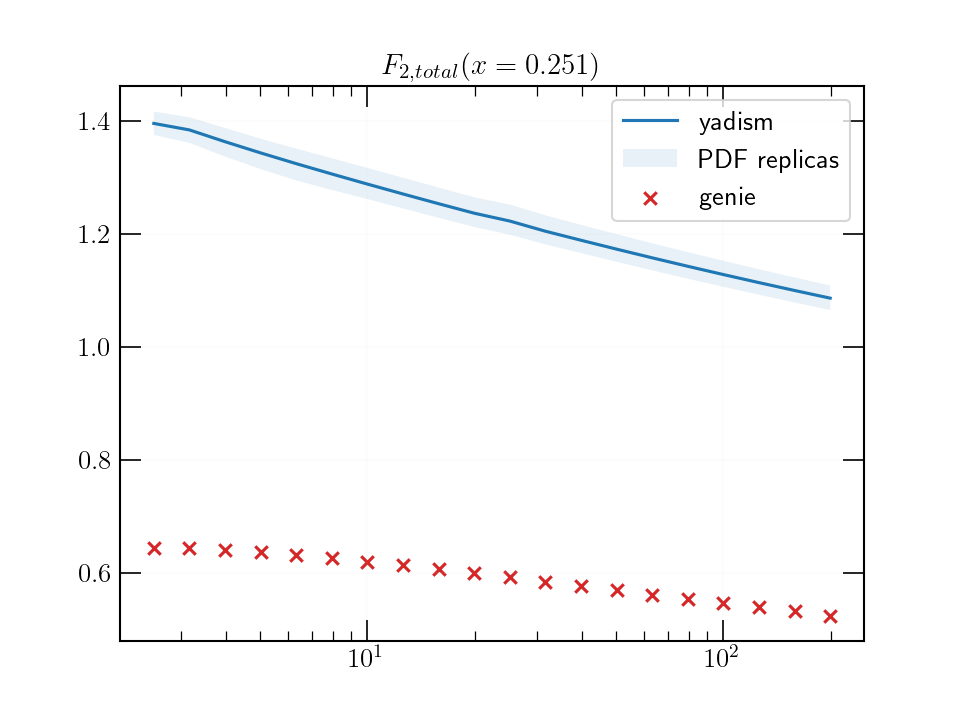 F_{2,total}(x = 0.251)
1.4
1.2
1.0
0.8
0.6
yadism
PDF replicas
genie
10^1
10^2